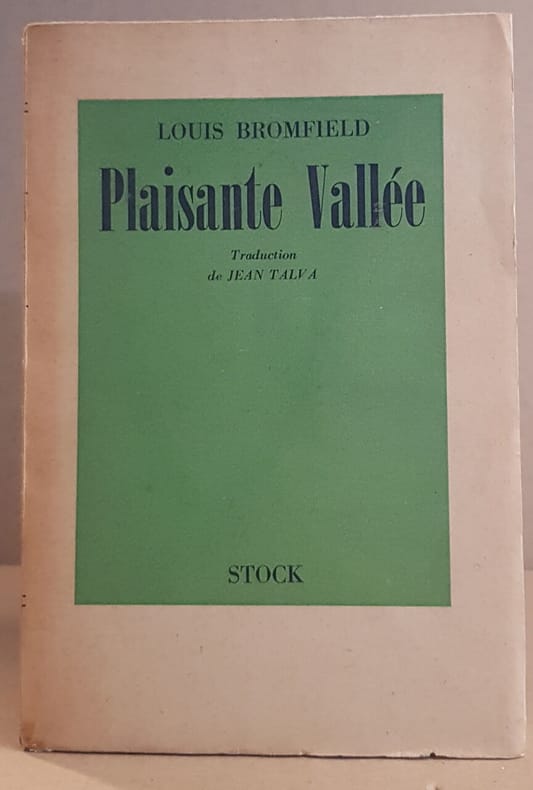 LOUIS BROMFIELD
Plaisante Vallée
Traduction
de JEAN TALVA
STOCK